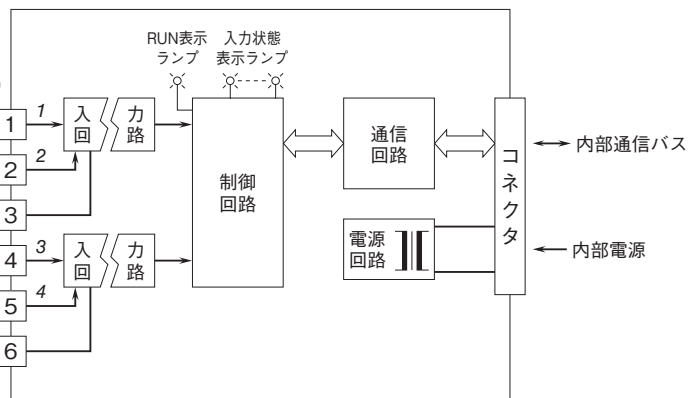 RUN表示
ランプ
入力状態
表示ランプ
1
1
入力
回路
2
2
3
3
4
入力
回路
4
5
6
制御
回路
通信
回路
電源
回路
コネクタ
内部通信バス
内部電源